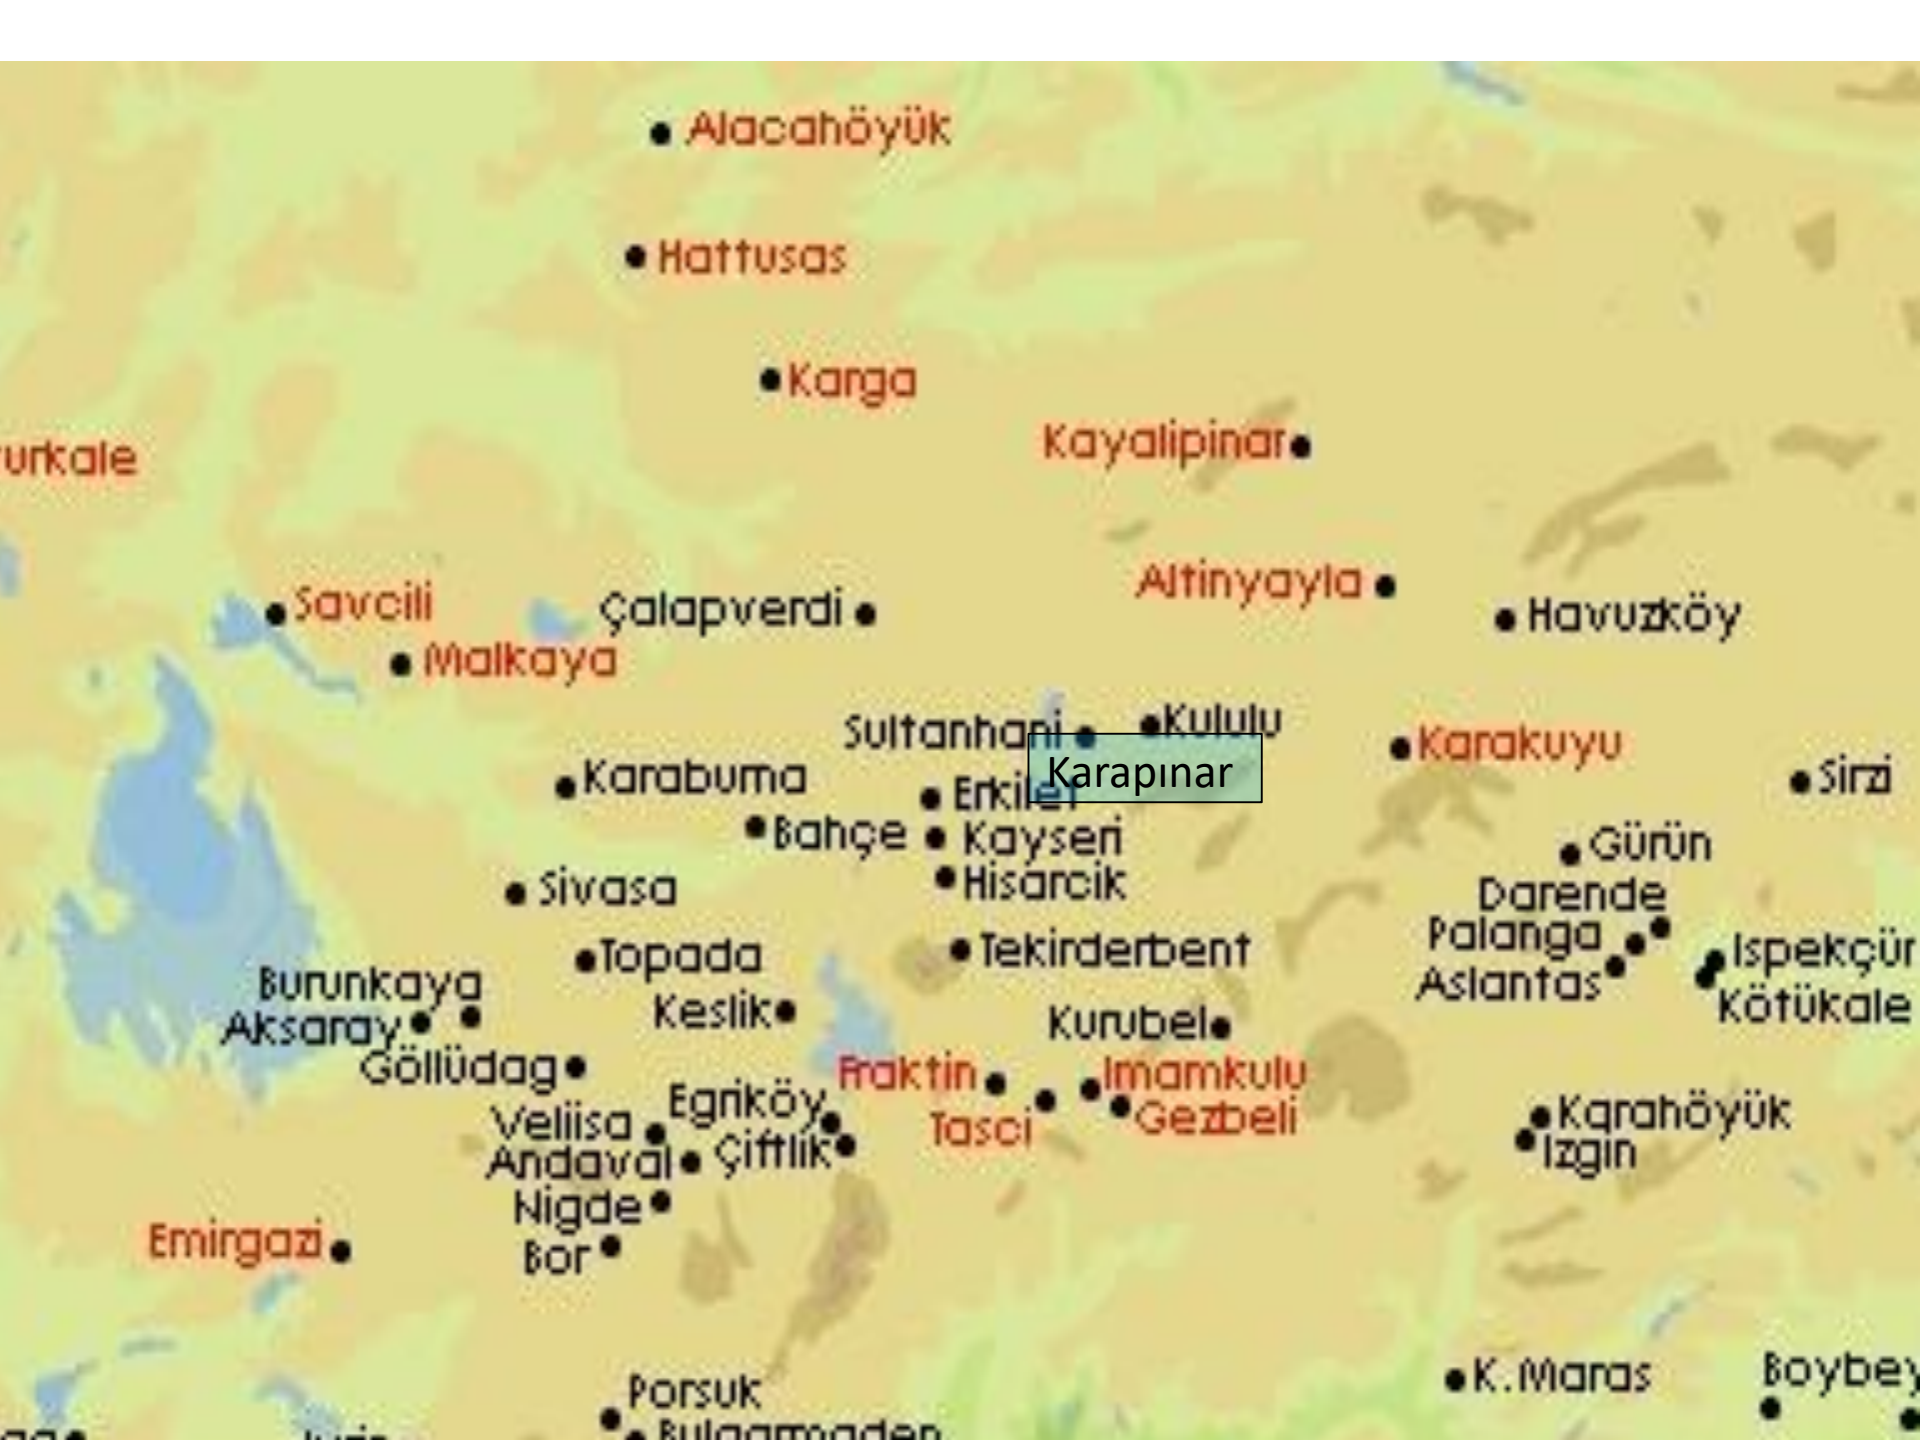 Alacahöyük
Hattusas
Karga
Kayalipinar
urkale
Altinyayla
Savcili
Çalapverdi
Havuzköy
Malkaya
Sultanhani
Kululu
Karakuyu
Karapınar
Karaburna
Erkilet
Sirzi
Bahçe
Kayseri
Gürün
Sivasa
Hisarcik
Darende
Palanga
Topada
Tekirderbent
Ispekçür
Burunkaya
Aslantas
Keslik
Kötükale
Aksaray
Kurubel
Göllüdag
Fraktin
Imamkulu
Egriköy
Veliisa
Tasci
Gezbeli
Karahöyük
Andaval
Çiftlik
Izgin
Nigde
Emirgazi
Bor
K.Maras
Boybey
Porsuk
Bulgarmaden